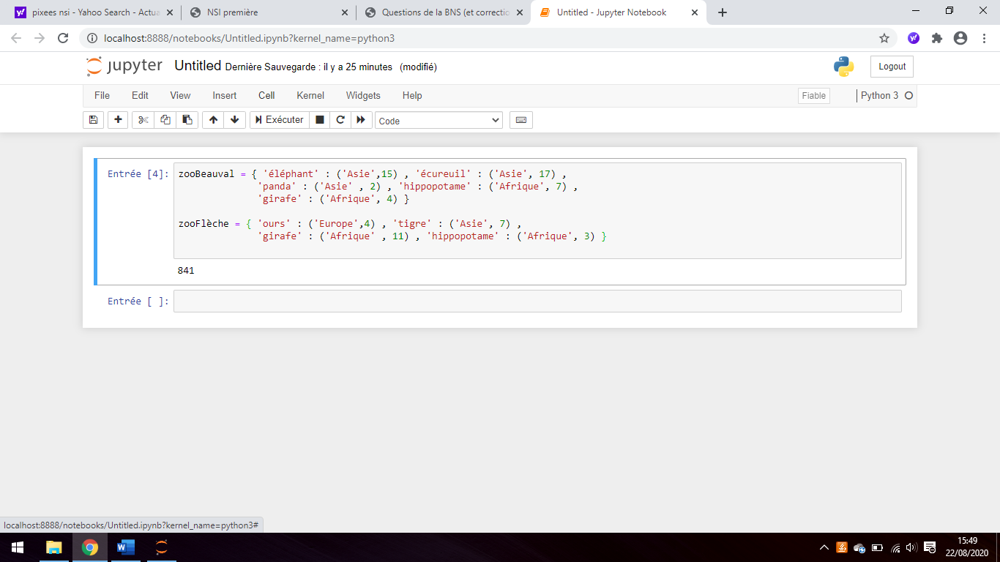 pixees nsi - Yahoo Search - Actua
NSI première
Questions de la BNS (et correctio
Untitled - Jupyter Notebook
localhost:8888/notebooks/Untitled.ipynb?kernel_name=python3
jupyter Untitled Dernière Sauvegarde : il y a 25 minutes (modifié)
Logout
File Edit View Insert Cell Kernel Widgets Help
Fiable
Python 3
Exécuter
Code
Entrée [4]:
zooBeauval = { 'éléphant' : ('Asie',15) , 'écureuil' : ('Asie', 17) ,
'panda' : ('Asie' , 2) , 'hippopotame' : ('Afrique', 7) ,
'girafe' : ('Afrique', 4) }
zooFlèche = { 'ours' : ('Europe',4) , 'tigre' : ('Asie', 7) ,
'girafe' : ('Afrique' , 11) , 'hippopotame' : ('Afrique', 3) }
841
Entrée [ ]:
localhost:8888/notebooks/Untitled.ipynb?kernel_name=python3#
15:49
22/08/2020